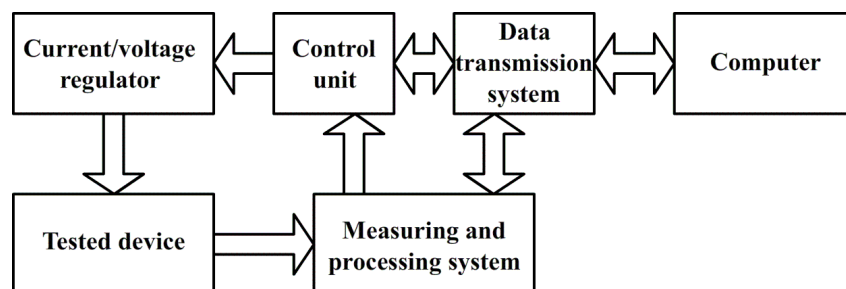 Current/voltage
regulator
Control
unit
Data
transmission
system
Computer
Tested device
Measuring and
processing system